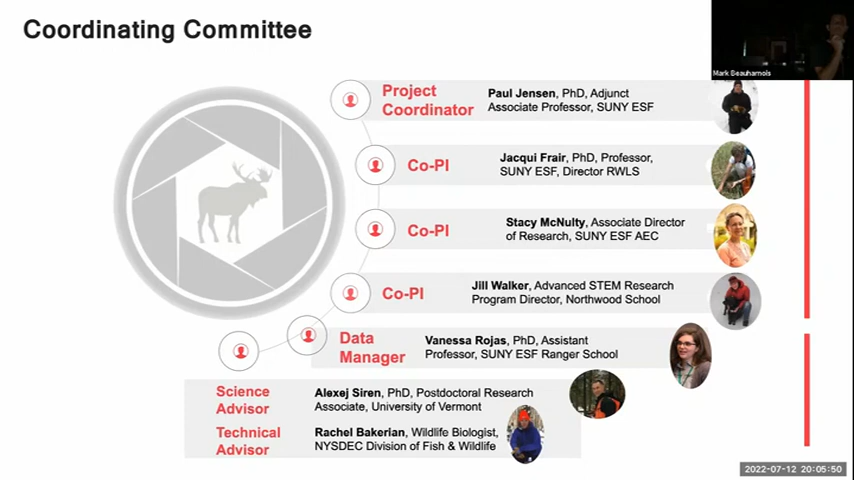 Coordinating Committee
Mark Beauharnois
Project
Coordinator
Paul Jensen, PhD, Adjunct
Associate Professor, SUNY ESF
Co-PI
Jacqui Frair, PhD, Professor,
SUNY ESF, Director RWLS
Co-PI
Stacy McNulty, Associate Director
of Research, SUNY ESF AEC
Co-PI
Jill Walker, Advanced STEM Research
Program Director, Northwood School
Data
Manager
Vanessa Rojas, PhD, Assistant
Professor, SUNY ESF Ranger School
Science
Advisor
Alexej Siren, PhD, Postdoctoral Research
Associate, University of Vermont
Technical
Advisor
Rachel Bakerian, Wildlife Biologist,
NYSDEC Division of Fish & Wildlife
2022-07-12 20:05:50